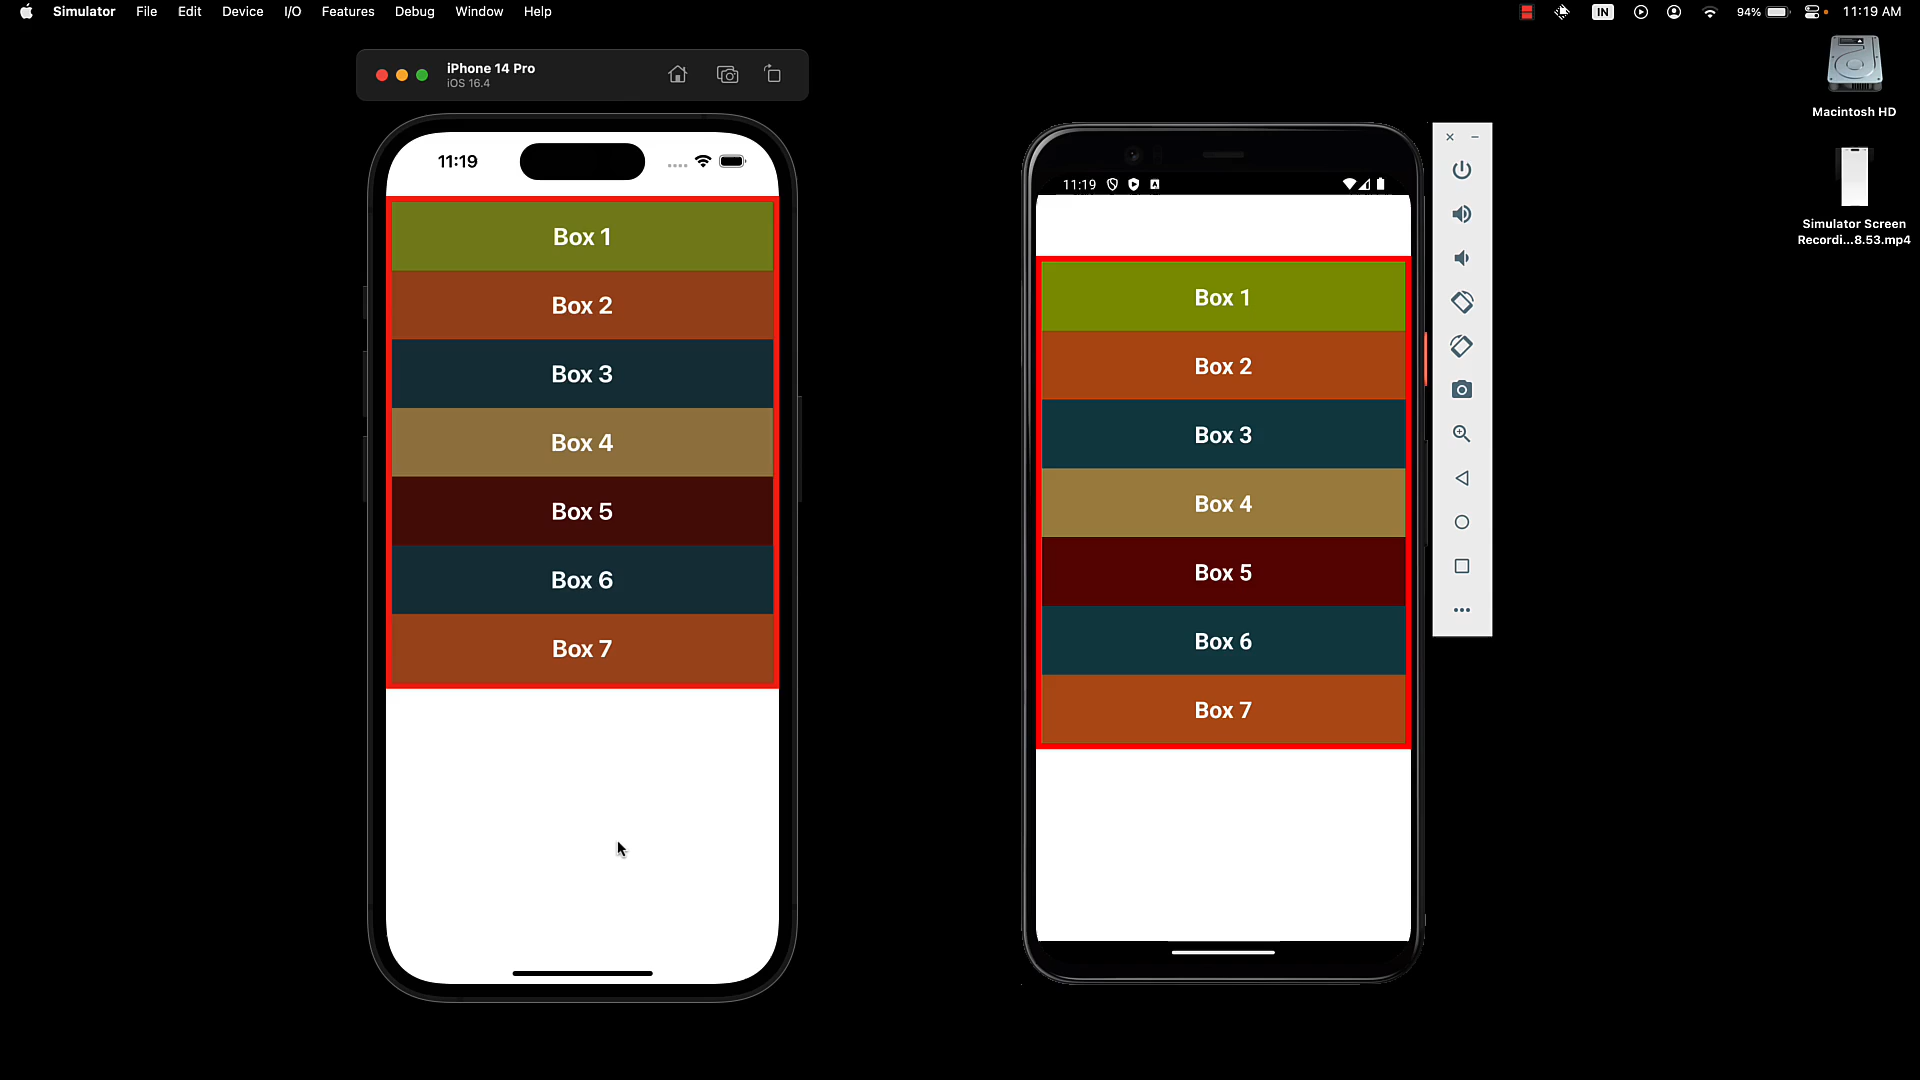 Simulator File Edit Device I/O Features Debug Window Help IN 94% 11:19 AM
iPhone 14 Pro
iOS 16.4
11:19
Box 1
Box 2
Box 3
Box 4
Box 5
Box 6
Box 7
11:19
Box 1
Box 2
Box 3
Box 4
Box 5
Box 6
Box 7
Macintosh HD
Simulator Screen
Recordi...8.53.mp4